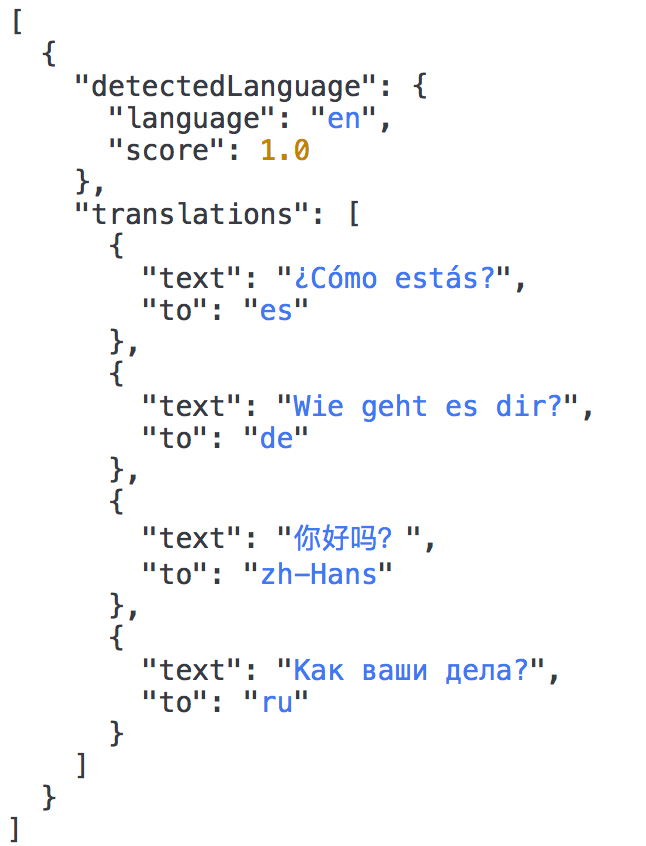 [
  {
    "detectedLanguage": {
      "language": "en",
      "score": 1.0
    },
    "translations": [
      {
        "text": "¿Cómo estás?",
        "to": "es"
      },
      {
        "text": "Wie geht es dir?",
        "to": "de"
      },
      {
        "text": "你好吗？",
        "to": "zh-Hans"
      },
      {
        "text": "Как ваши дела?",
        "to": "ru"
      }
    ]
  }
]